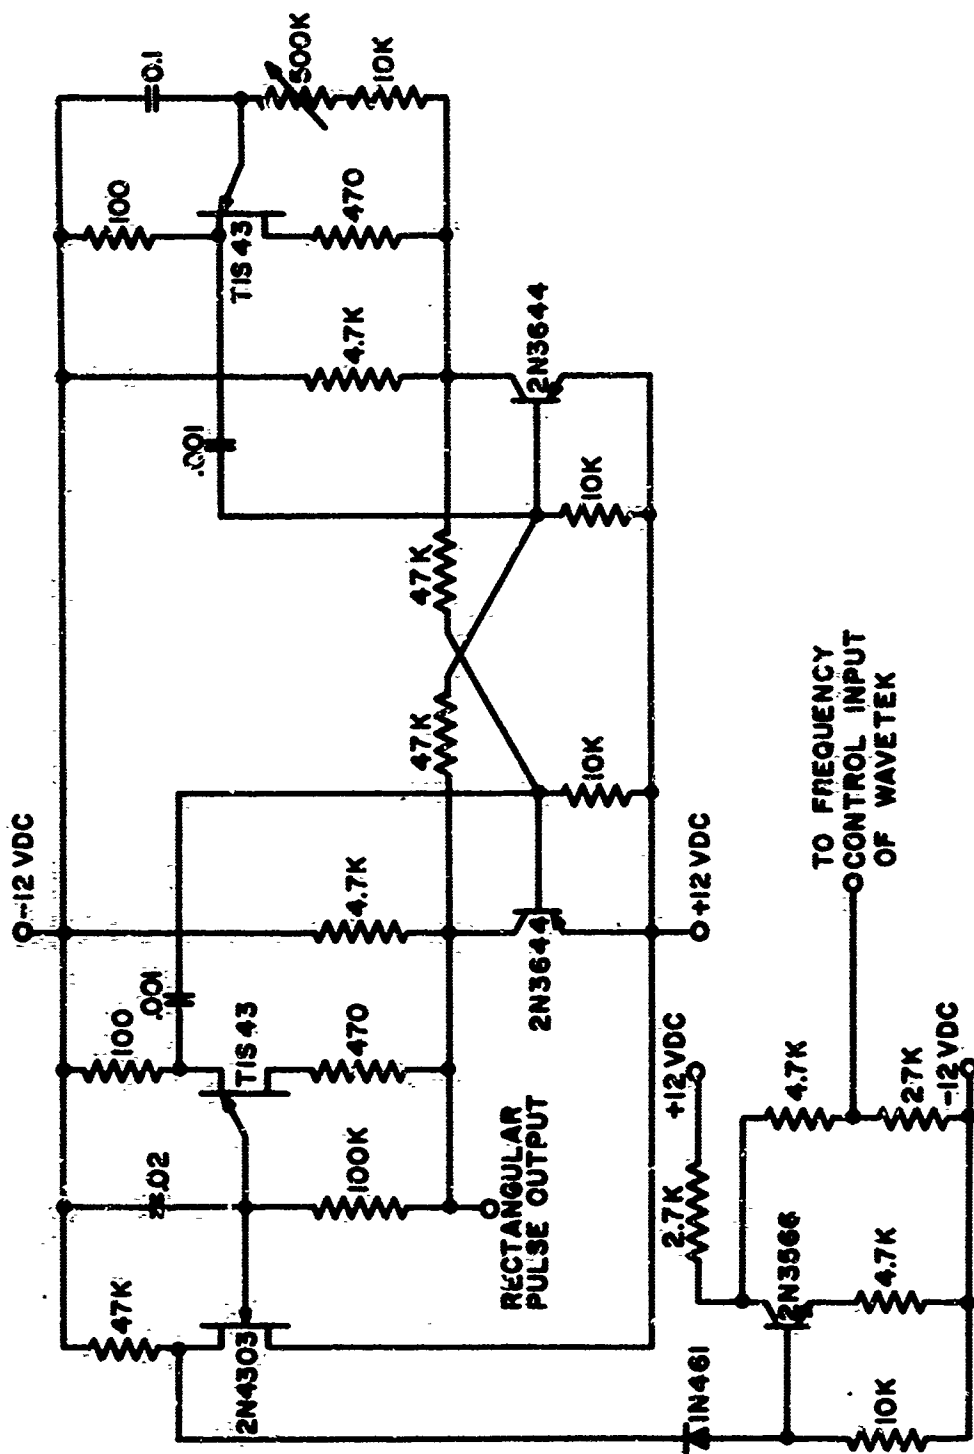 -12 VDC
0.1
500K
10K
100
TIS 43
470
4.7K
.001
2N3644
10K
47K
47K
10K
4.7K
2N3644
+12 VDC
100
.001
TIS 43
470
.02
100K
RECTANGULAR
PULSE OUTPUT
47K
2N4303
+12 VDC
2.7K
4.7K
27K
-12 VDC
2N3566
4.7K
1N461
10K
TO FREQUENCY
CONTROL INPUT
OF WAVETEK